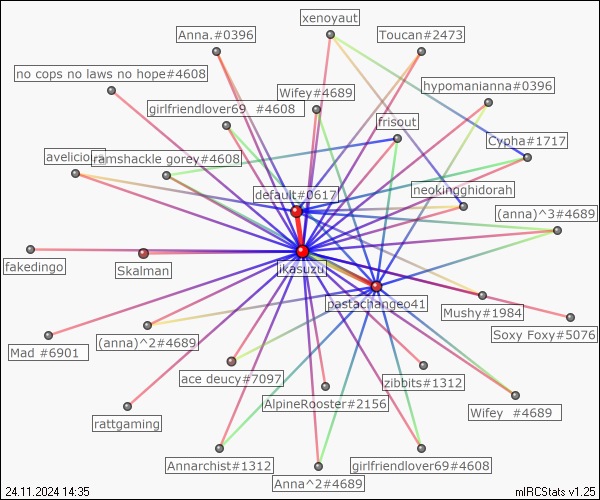 xenoyaut
Anna.#0396
Toucan#2473
no cops no laws no hope#4608
hypomanianna#0396
Wifey#4689
girlfriendlover69 #4608
frisout
Cypha#1717
ramshackle gorey#4608
default#0617
neokingghidorah
(anna)^3#4689
fakedingo
Skalman
ikasuzu
pastachangeo41
Mushy#1984
Soxy Foxy#5076
Mad #6901
(anna)^2#4689
ace deucy#7097
zibbits#1312
AlpineRooster#2156
Wifey #4689
rattgaming
Annarchist#1312
girlfriendlover69#4608
Anna^2#4689
24.11.2024 14:35
mIRCStats v1.25